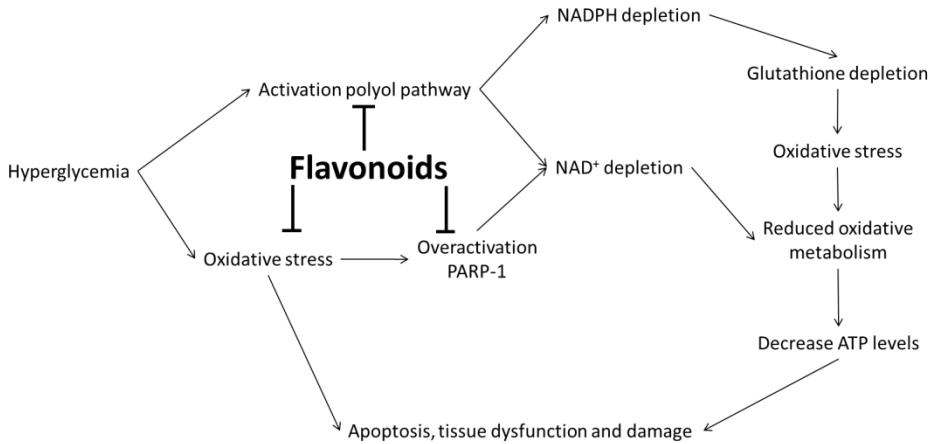 NADPH depletion
Glutathione depletion
Activation polyol pathway
Oxidative stress
Flavonoids
Hyperglycemia
NAD⁺ depletion
Reduced oxidative
metabolism
Overactivation
PARP-1
Oxidative stress
Decrease ATP levels
Apoptosis, tissue dysfunction and damage